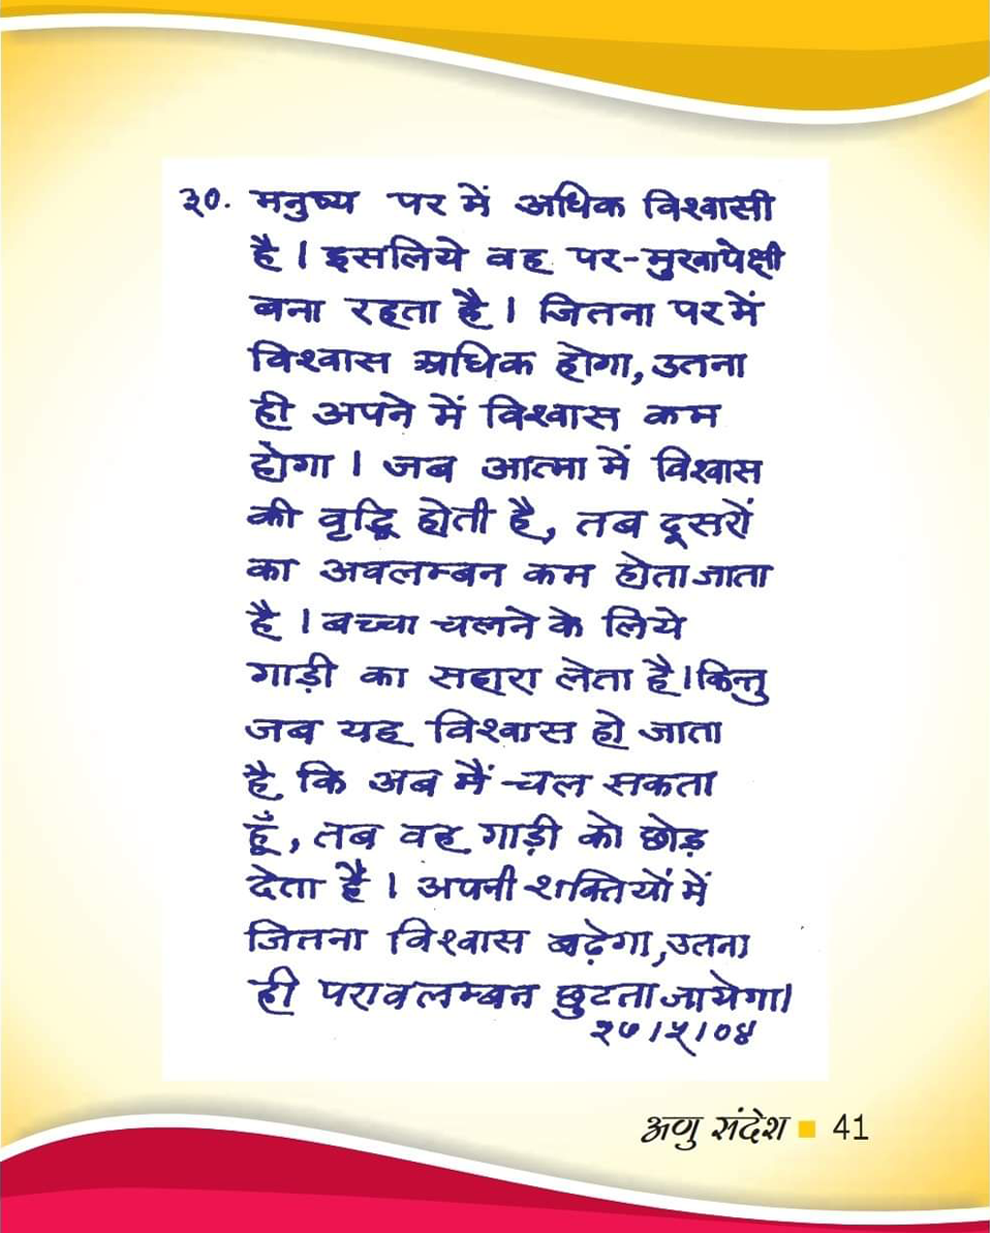 ३०. मनुष्य पर में अधिक विश्वासी
है । इसलिये वह पर-मुखापेक्षी
बना रहता है । जितना पर में
विश्वास अधिक होगा, उतना
ही अपने में विश्वास कम
होगा । जब आत्मा में विश्वास
की वृद्धि होती है, तब दूसरों
का अवलम्बन कम होता जाता
है । बच्चा चलने के लिये
गाड़ी का सहारा लेता है । किन्तु
जब यह विश्वास हो जाता
है कि अब मैं चल सकता
हूँ, तब वह गाड़ी को छोड़
देता है । अपनी शक्तियों में
जितना विश्वास बढ़ेगा, उतना
ही परावलम्बन छुटता जायेगा ।
२७।५।०४
अणु संदेश ■ 41